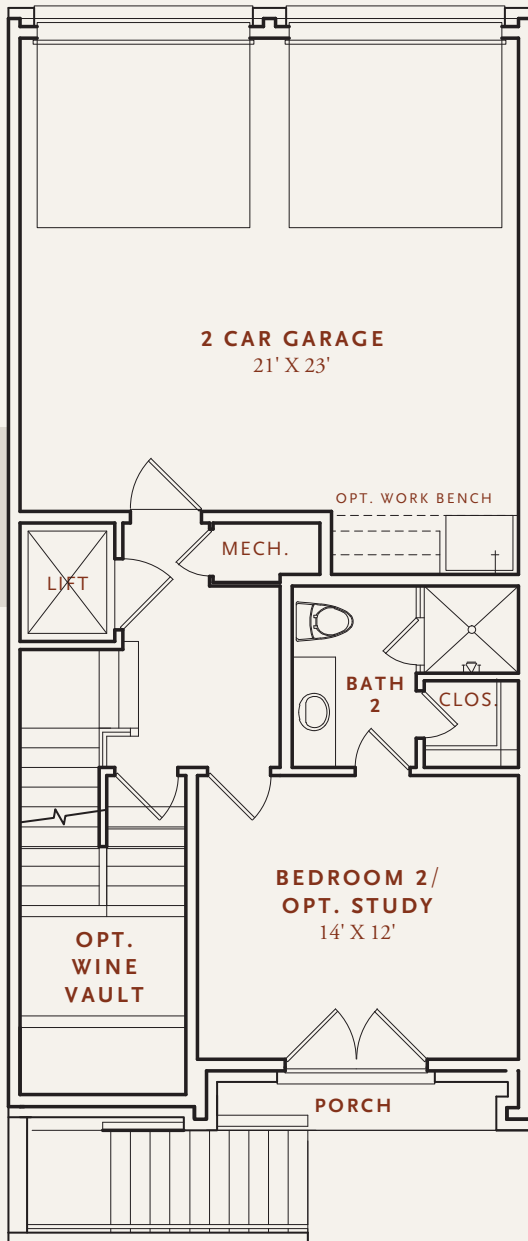 2 CAR GARAGE
21' X 23'
OPT. WORK BENCH
MECH.
LIFT
BATH
2
CLOS.
BEDROOM 2/
OPT. STUDY
14' X 12'
OPT.
WINE
VAULT
PORCH